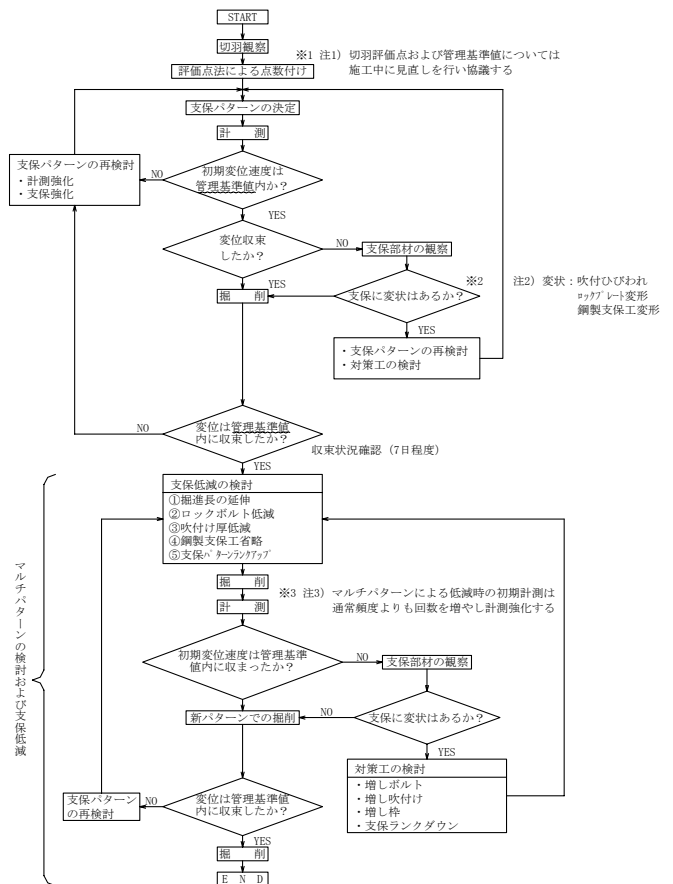 START
切羽観察
※1 注1) 切羽評価点および管理基準値については
施工中に見直しを行い協議する
評価点法による点数付け
支保パターンの決定
計 測
支保パターンの再検討
・計測強化
・支保強化
NO
初期変位速度は
管理基準値内か？
YES
変位収束
したか？
NO
支保部材の観察
YES
掘 削
支保に変状はあるか？
※2
注2) 変状：吹付ひびわれ
ロックプレート変形
鋼製支保工変形
YES
・支保パターンの再検討
・対策工の検討
NO
変位は管理基準値
内に収束したか？
収束状況確認（7日程度）
YES
支保低減の検討
①掘進長の延伸
②ロックボルト低減
③吹付け厚低減
④鋼製支保工省略
⑤支保パターンランクアップ
掘 削
計 測
※3 注3) マルチパターンによる低減時の初期計測は
通常頻度よりも回数を増やし計測強化する
マルチパターンの検討および支保低減
初期変位速度は管理基準
値内に収まったか？
NO
支保部材の観察
新パターンでの掘削
NO
支保に変状はあるか？
YES
対策工の検討
・増しボルト
・増し吹付け
・増し枠
・支保ランクダウン
支保パターン
の再検討
NO
変位は管理基準値
内に収束したか？
YES
掘 削
E N D